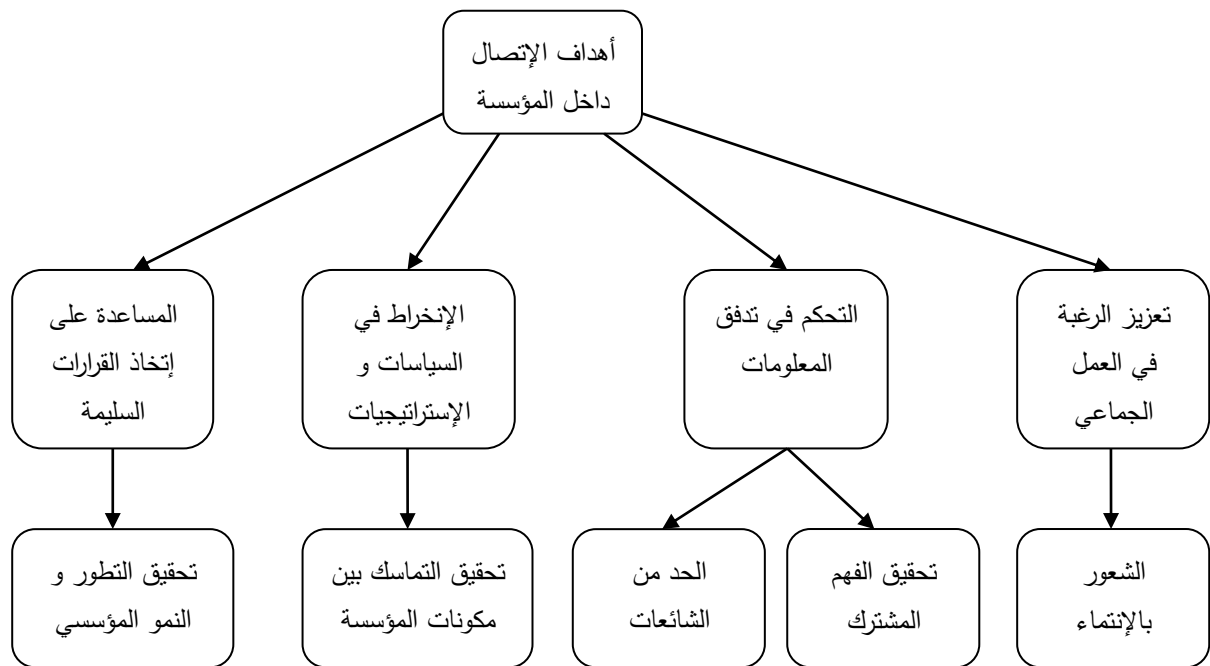 أهداف الإتصال
داخل المؤسسة
تعزيز الرغبة
في العمل
الجماعي
التحكم في تدفق
المعلومات
الإنخراط في
السياسات و
الإستراتيجيات
المساعدة على
إتخاذ القرارات
السليمة
الشعور
بالإنتماء
تحقيق الفهم
المشترك
الحد من
الشائعات
تحقيق التماسك بين
مكونات المؤسسة
تحقيق التطور و
النمو المؤسسي